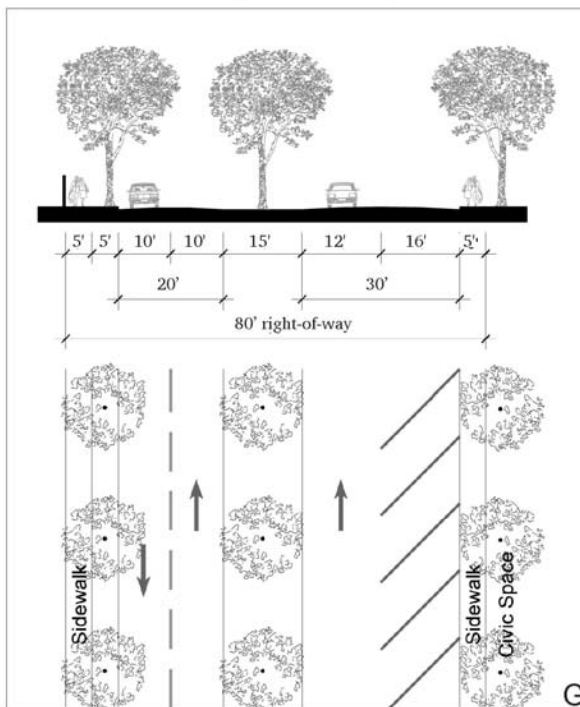 5' 5' 10' 10' 15' 12' 16' 5'
20' 30'
80' right-of-way
Sidewalk
Sidewalk
Civic Space
G